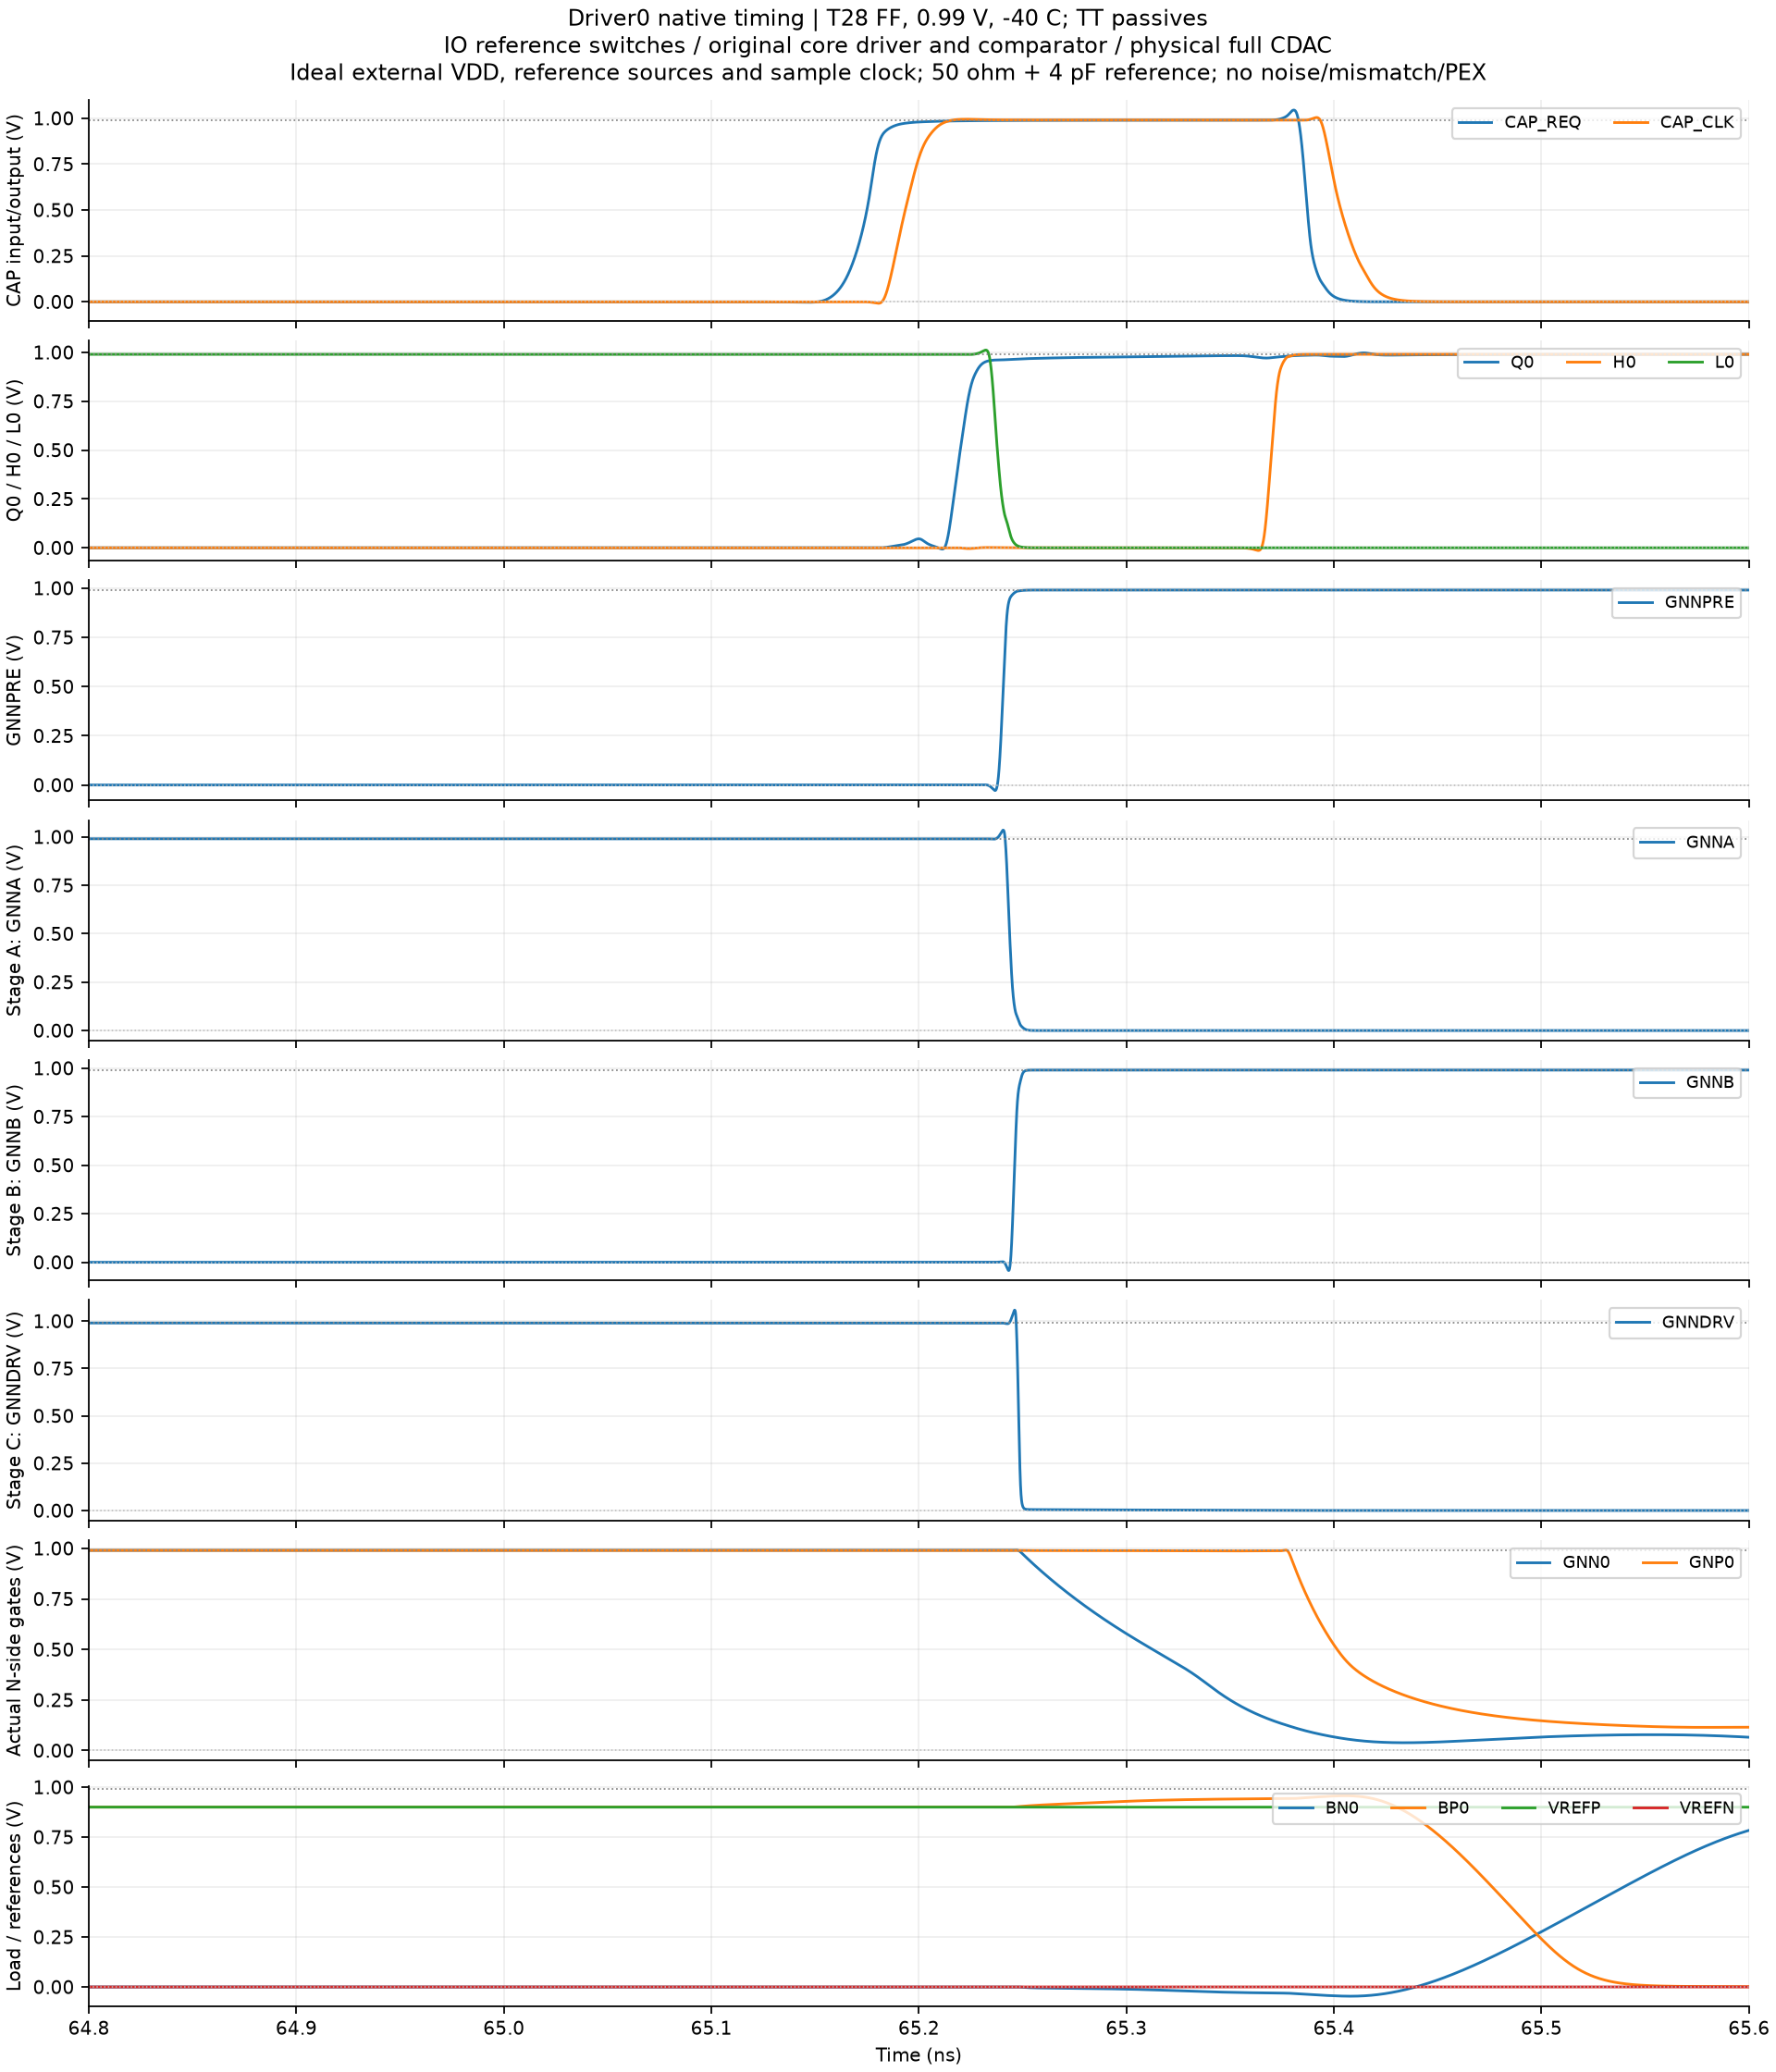 Driver0 native timing | T28 FF, 0.99 V, -40 C; TT passives
IO reference switches / original core driver and comparator / physical full CDAC
Ideal external VDD, reference sources and sample clock; 50 ohm + 4 pF reference; no noise/mismatch/PEX
CAP input/output (V)
1.00
0.75
0.50
0.25
0.00
CAP_REQ CAP_CLK
Q0 / H0 / L0 (V)
1.00
0.75
0.50
0.25
0.00
Q0 H0 L0
GNNPRE (V)
1.00
0.75
0.50
0.25
0.00
GNNPRE
Stage A: GNNA (V)
1.00
0.75
0.50
0.25
0.00
GNNA
Stage B: GNNB (V)
1.00
0.75
0.50
0.25
0.00
GNNB
Stage C: GNNDRV (V)
1.00
0.75
0.50
0.25
0.00
GNNDRV
Actual N-side gates (V)
1.00
0.75
0.50
0.25
0.00
GNN0 GNP0
Load / references (V)
1.00
0.75
0.50
0.25
0.00
BN0 BP0 VREFP VREFN
64.8 64.9 65.0 65.1 65.2 65.3 65.4 65.5 65.6
Time (ns)